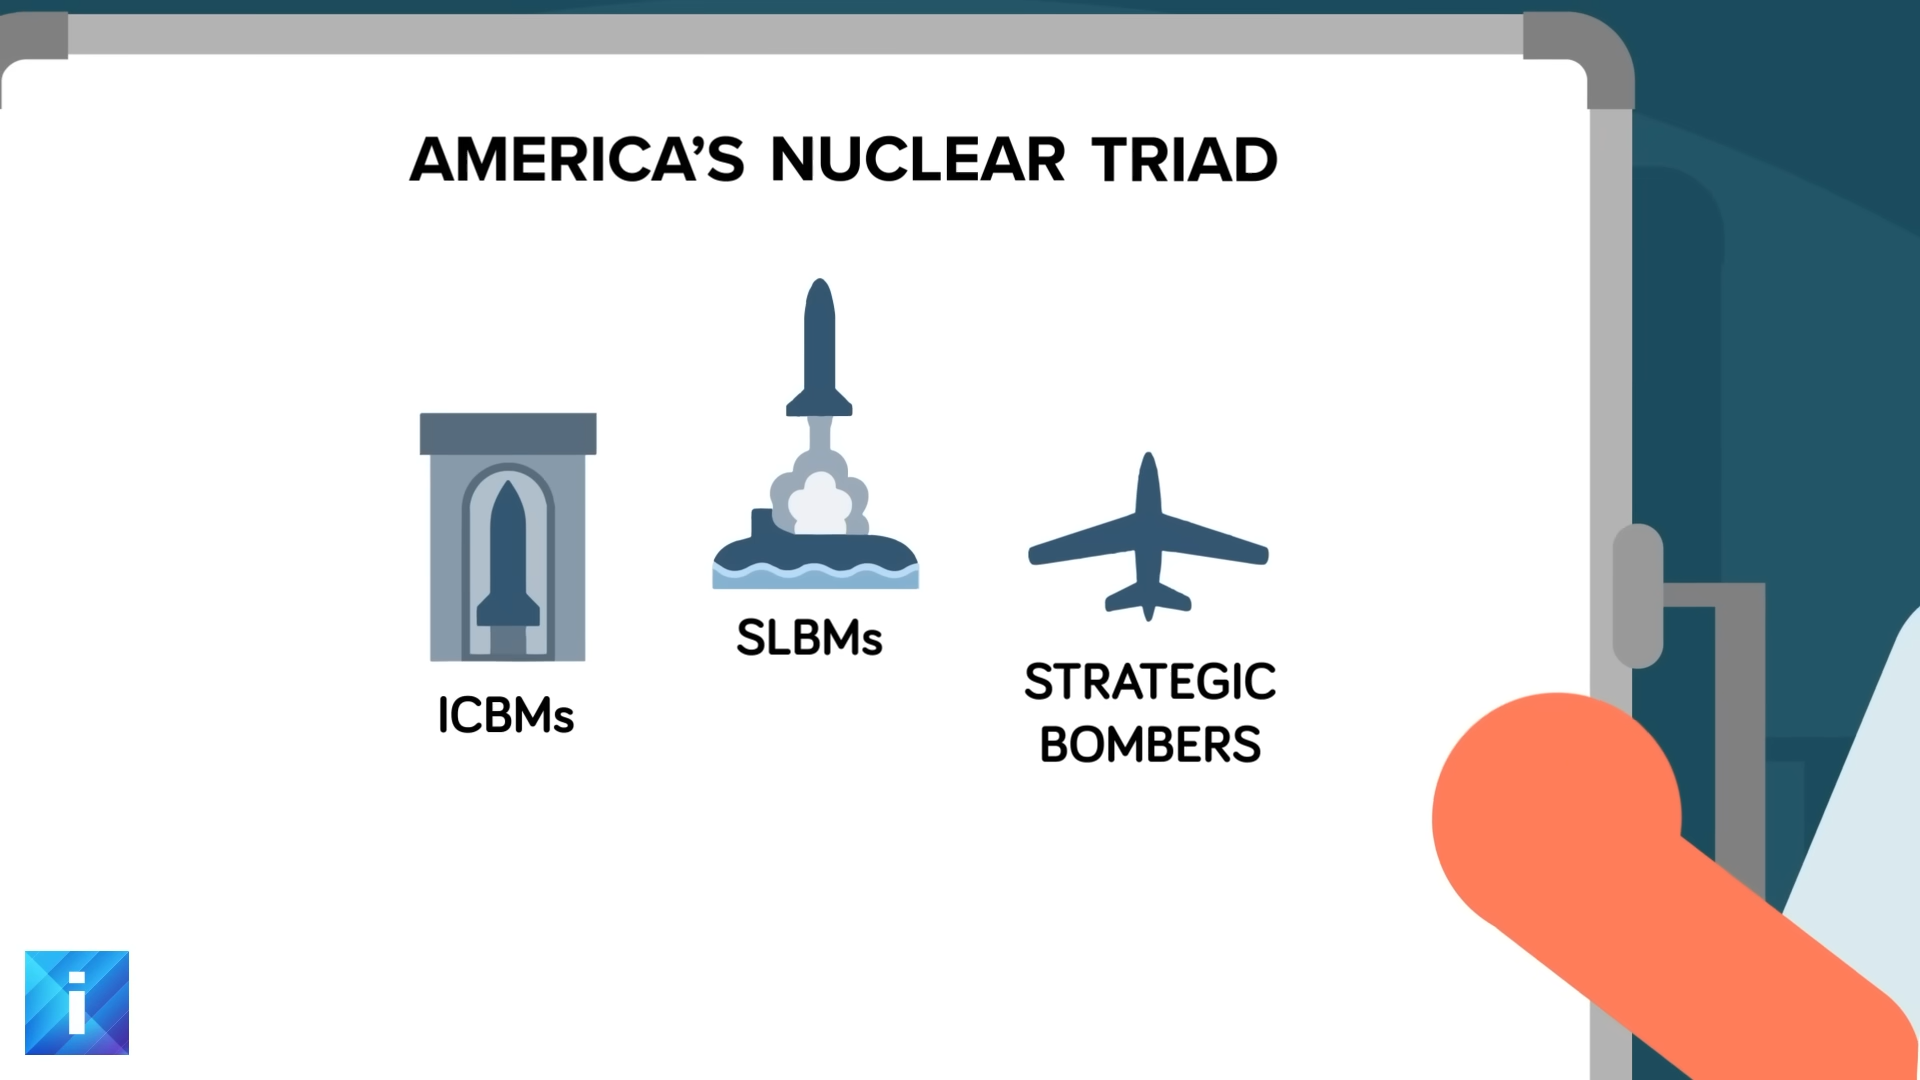 AMERICA’S NUCLEAR TRIAD
ICBMs
SLBMs
STRATEGIC
BOMBERS
i